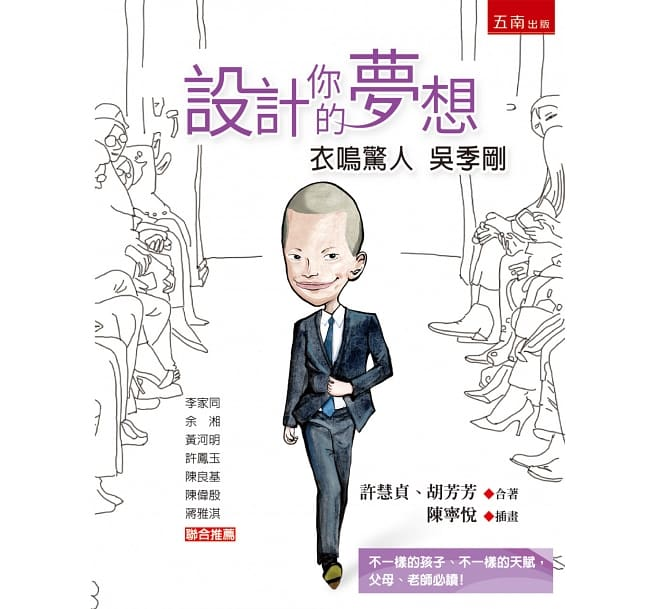 五南出版
設計你的夢想
衣鳴驚人 吳季剛
李家同
余湘
黃河明
許鳳玉
陳良基
陳偉殷
蔣雅淇
聯合推薦
許慧貞、胡芳芳◆合著
陳寧悅◆插畫
不一樣的孩子、不一樣的天賦，
父母、老師必讀!